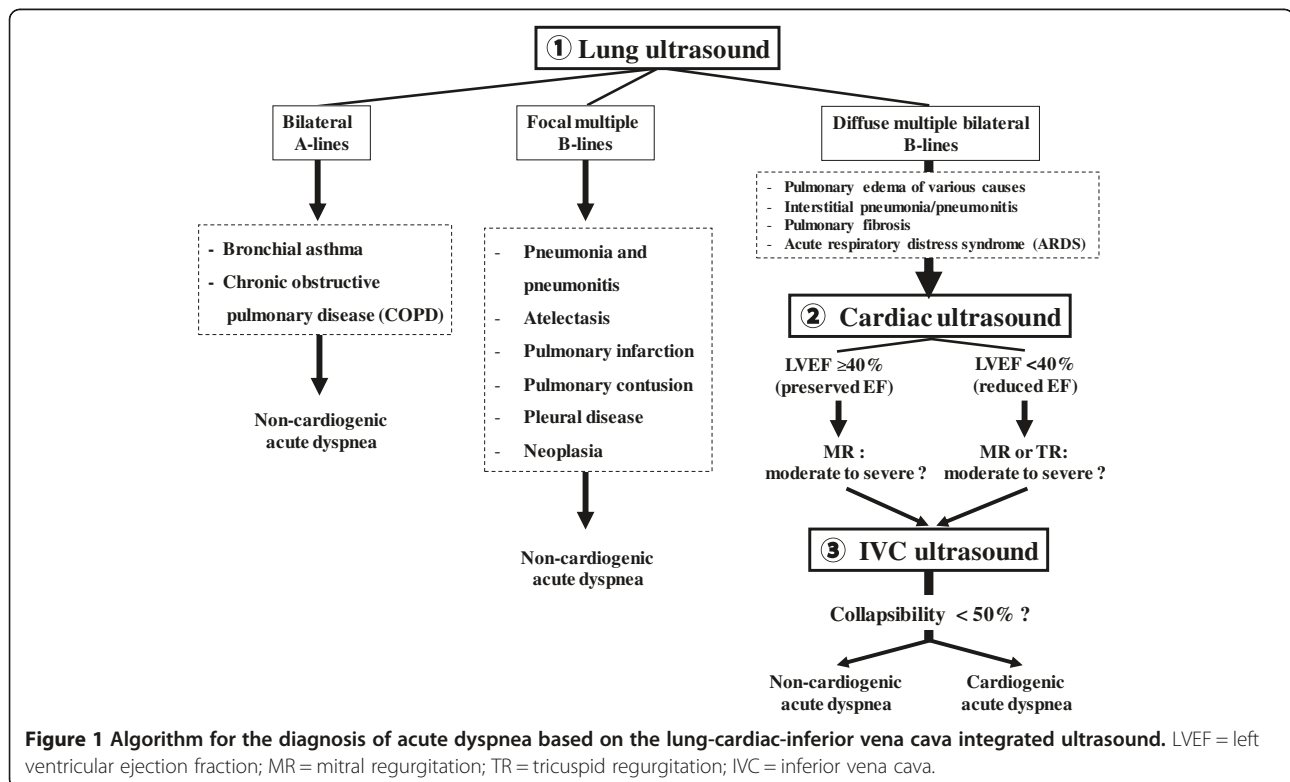 ① Lung ultrasound
Bilateral
A-lines
- Bronchial asthma
- Chronic obstructive
pulmonary disease (COPD)
Non-cardiogenic
acute dyspnea
Focal multiple
B-lines
- Pneumonia and
pneumonitis
- Atelectasis
- Pulmonary infarction
- Pulmonary contusion
- Pleural disease
- Neoplasia
Non-cardiogenic
acute dyspnea
Diffuse multiple bilateral
B-lines
- Pulmonary edema of various causes
- Interstitial pneumonia/pneumonitis
- Pulmonary fibrosis
- Acute respiratory distress syndrome (ARDS)
② Cardiac ultrasound
LVEF ≥40%
(preserved EF)
MR :
moderate to severe ?
LVEF <40%
(reduced EF)
MR or TR:
moderate to severe ?
③ IVC ultrasound
Collapsibility < 50% ?
Non-cardiogenic
acute dyspnea
Cardiogenic
acute dyspnea
Figure 1 Algorithm for the diagnosis of acute dyspnea based on the lung-cardiac-inferior vena cava integrated ultrasound. LVEF = left
ventricular ejection fraction; MR = mitral regurgitation; TR = tricuspid regurgitation; IVC = inferior vena cava.